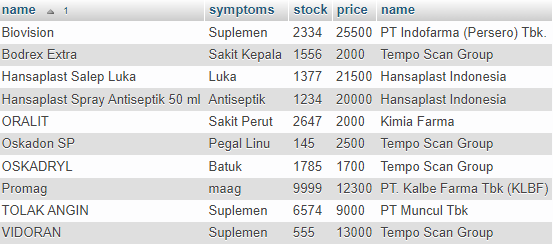 name 1 symptoms stock price name
Biovision Suplemen 2334 25500 PT Indofarma (Persero) Tbk.
Bodrex Extra Sakit Kepala 1556 2000 Tempo Scan Group
Hansaplast Salep Luka Luka 1377 21500 Hansaplast Indonesia
Hansaplast Spray Antiseptik 50 ml Antiseptik 1234 20000 Hansaplast Indonesia
ORALIT Sakit Perut 2647 2000 Kimia Farma
Oskadon SP Pegal Linu 145 2500 Tempo Scan Group
OSKADRYL Batuk 1785 1700 Tempo Scan Group
Promag maag 9999 12300 PT. Kalbe Farma Tbk (KLBF)
TOLAK ANGIN Suplemen 6574 9000 PT Muncul Tbk
VIDORAN Suplemen 555 13000 Tempo Scan Group